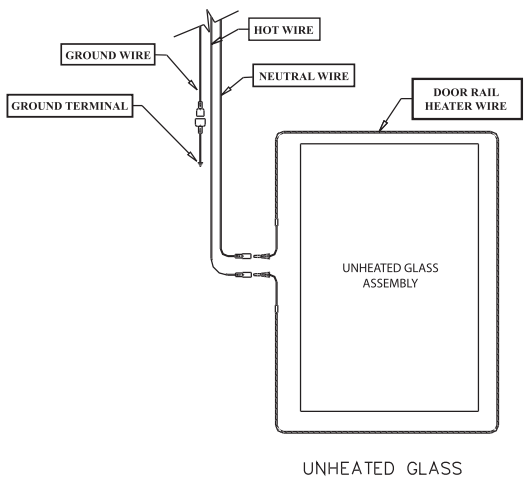 HOT WIRE
GROUND WIRE
NEUTRAL WIRE
GROUND TERMINAL
DOOR RAIL
HEATER WIRE
UNHEATED GLASS
ASSEMBLY
UNHEATED GLASS